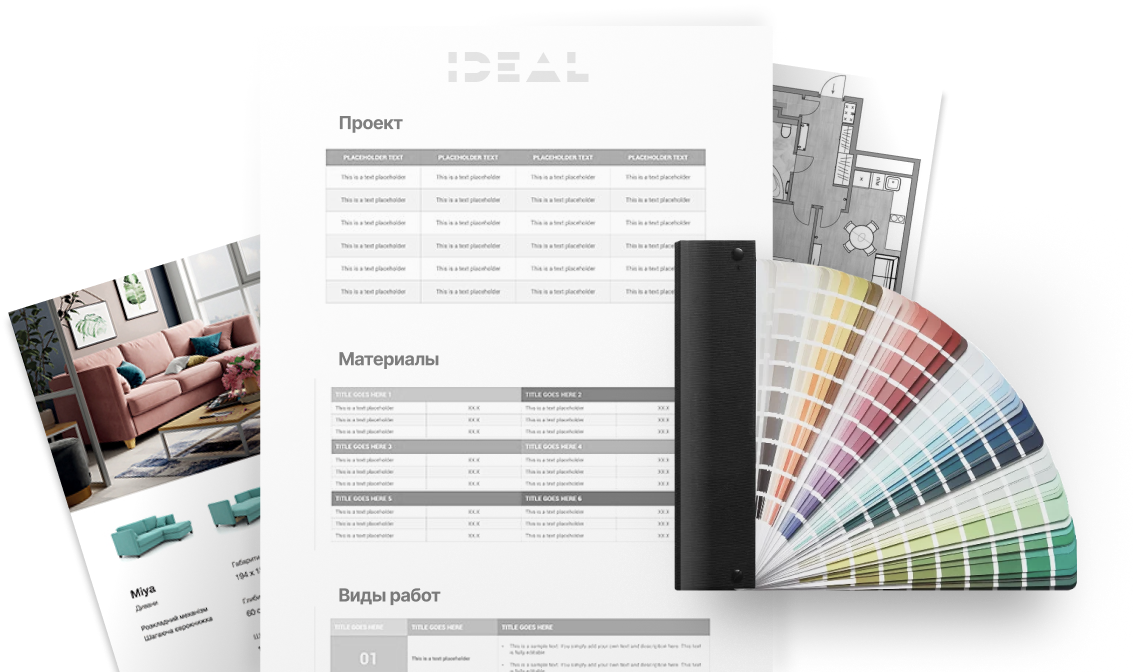 IDEAL
Проект
PLACEHOLDER TEXT PLACEHOLDER TEXT PLACEHOLDER TEXT PLACEHOLDER TEXT
This is a text placeholder This is a text placeholder This is a text placeholder This is a text placeholder
This is a text placeholder This is a text placeholder This is a text placeholder This is a text placeholder
This is a text placeholder This is a text placeholder This is a text placeholder This is a text placeholder
This is a text placeholder This is a text placeholder This is a text placeholder This is a text place
This is a text placeholder This is a text placeholder This is a text placeholder This is a text place
This is a text placeholder This is a text placeholder This is a text placeholder This is a text place
Материалы
TITLE GOES HERE 1 TITLE GOES HERE 2
This is a text placeholder XX.X This is a text placeholder XX.X
This is a text placeholder XX.X This is a text placeholder XX.X
This is a text placeholder XX.X This is a text placeholder XX.X
TITLE GOES HERE 3 TITLE GOES HERE 4
This is a text placeholder XX.X This is a text placeholder XX.X
This is a text placeholder XX.X This is a text placeholder XX.X
This is a text placeholder XX.X This is a text placeholder XX.X
TITLE GOES HERE 5 TITLE GOES HERE 6
This is a text placeholder XX.X This is a text placeholder XX.X
This is a text placeholder XX.X This is a text placeholder XX.X
This is a text placeholder XX.X This is a text placeholder XX.X
Виды работ
TITLE GOES HERE TITLE GOES HERE TITLE GOES HERE
01 This is a text placeholder
• This is a sample text. You simply add your own text and description here. This text
is fully editable
• This is a sample text. You simply add your own text and description here. This text
is fully editable
Miya
Дивани
Розкладний механізм
Шагаюча єврокнижка
Габарити
194 x 1
Глиби
60 с